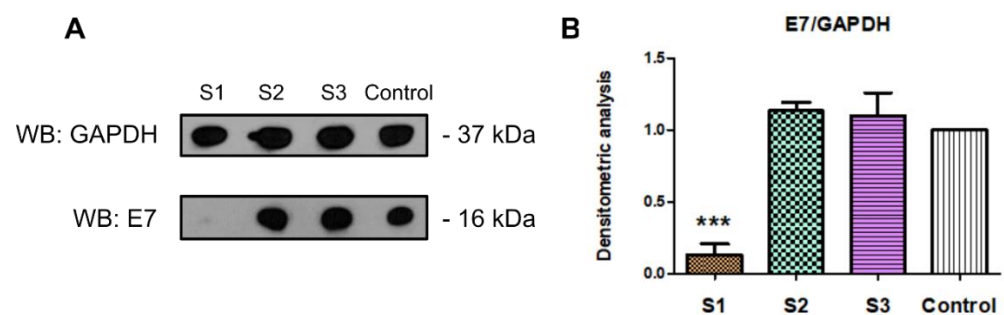 A
S1 S2 S3 Control
WB: GAPDH - 37 kDa
WB: E7 - 16 kDa
B
E7/GAPDH
Densitometric analysis
1.5
1.0
0.5
0.0
***
S1 S2 S3 Control